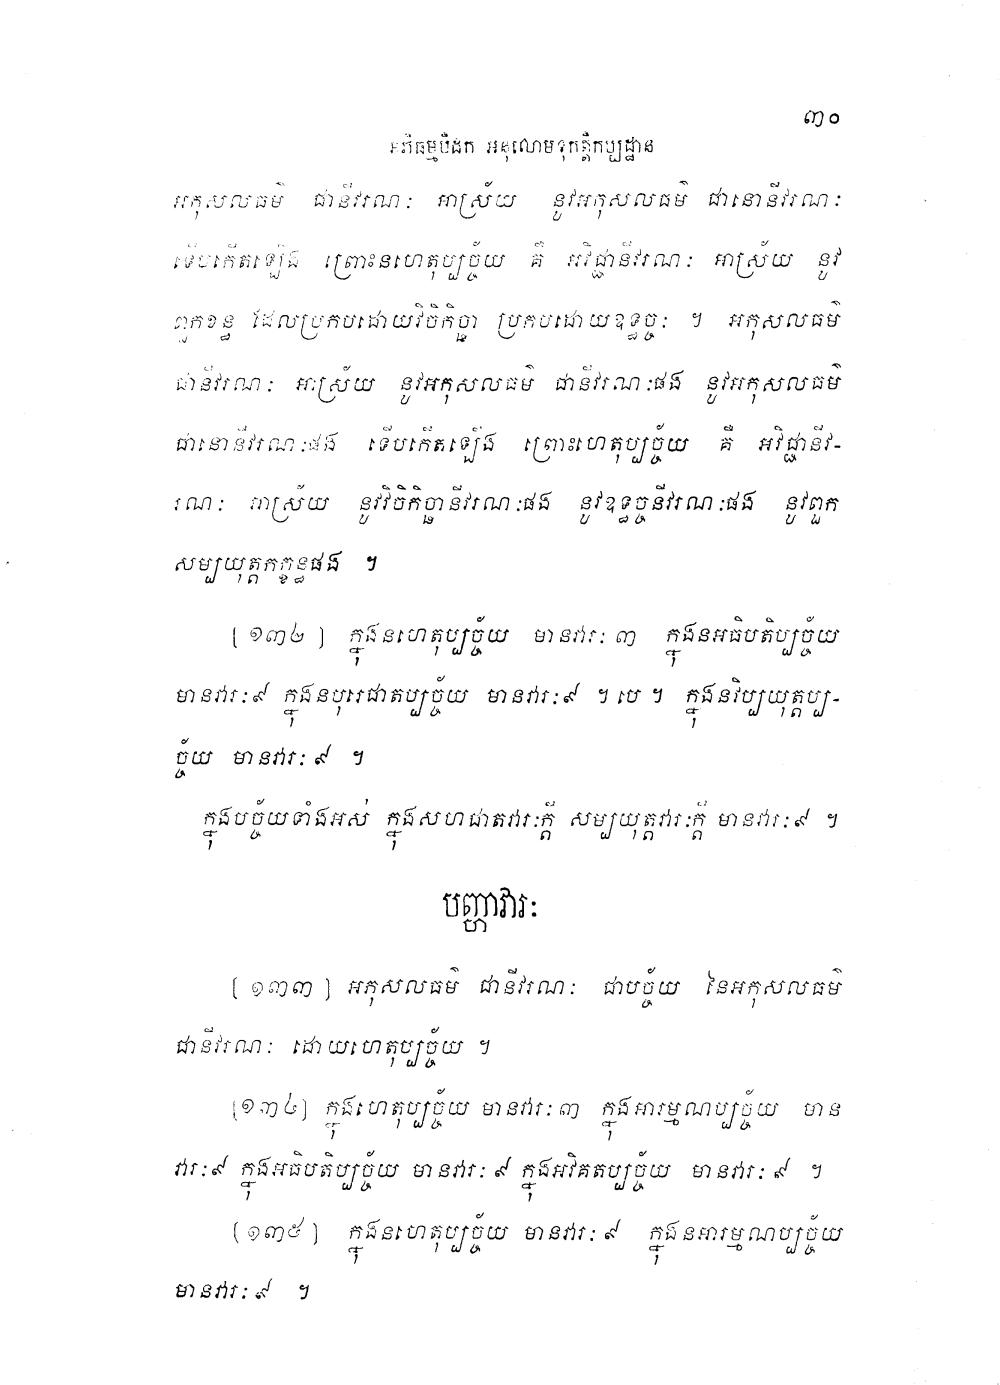 ៣០
អភិធម្មបិដក អនុលោមទុកត្តិកប្បដ្ឋាន
អកុសលធម៌ ជានីវរណៈ អាស្រ័យ នូវអកុសលធម៌ ជានោនីវរណៈ
ទើបកើតឡើង ព្រោះនហេតុប្បច្ច័យ គឺ អវិជ្ជានីវរណៈ អាស្រ័យ នូវ
ពួកខន្ធ ដែលប្រកបដោយវិចិកិច្ឆា ប្រកបដោយឧទ្ធច្ចៈ ។ អកុសលធម៌
ជានីវរណៈ អាស្រ័យ នូវអកុសលធម៌ ជានីវរណៈផង នូវអកុសលធម៌
ជានោនីវរណៈផង ទើបកើតឡើង ព្រោះហេតុប្បច្ច័យ គឺ អវិជ្ជានីវ-
រណៈ អាស្រ័យ នូវវិចិកិច្ឆានីវរណៈផង នូវឧទ្ធច្ចនីវរណៈផង នូវពួក
សម្បយុត្តកក្ខន្ធផង ។
[ ១៣២ ] ក្នុងនហេតុប្បច្ច័យ មានវារៈ ៣ ក្នុងនអធិបតិប្បច្ច័យ
មានវារៈ ៩ ក្នុងនបុរេជាតប្បច្ច័យ មានវារៈ ៩ ។ បេ ។ ក្នុងនវិប្បយុត្តប្ប-
ច្ច័យ មានវារៈ ៩ ។
ក្នុងបច្ច័យទាំងអស់ ក្នុងសហជាតវារៈក្តី សម្បយុត្តវារៈក្តី មានវារៈ ៩ ។
បញ្ហាវារៈ
[ ១៣៣ ] អកុសលធម៌ ជានីវរណៈ ជាបច្ច័យ នៃអកុសលធម៌
ជានីវរណៈ ដោយហេតុប្បច្ច័យ ។
[១៣៤] ក្នុងហេតុប្បច្ច័យ មានវារៈ ៣ ក្នុងអារម្មណប្បច្ច័យ មាន
វារៈ ៩ ក្នុងអធិបតិប្បច្ច័យ មានវារៈ ៩ ក្នុងអវិគតប្បច្ច័យ មានវារៈ ៩ ។
[១៣៥] ក្នុងនហេតុប្បច្ច័យ មានវារៈ ៩ ក្នុងនអារម្មណប្បច្ច័យ
មានវារៈ ៩ ។